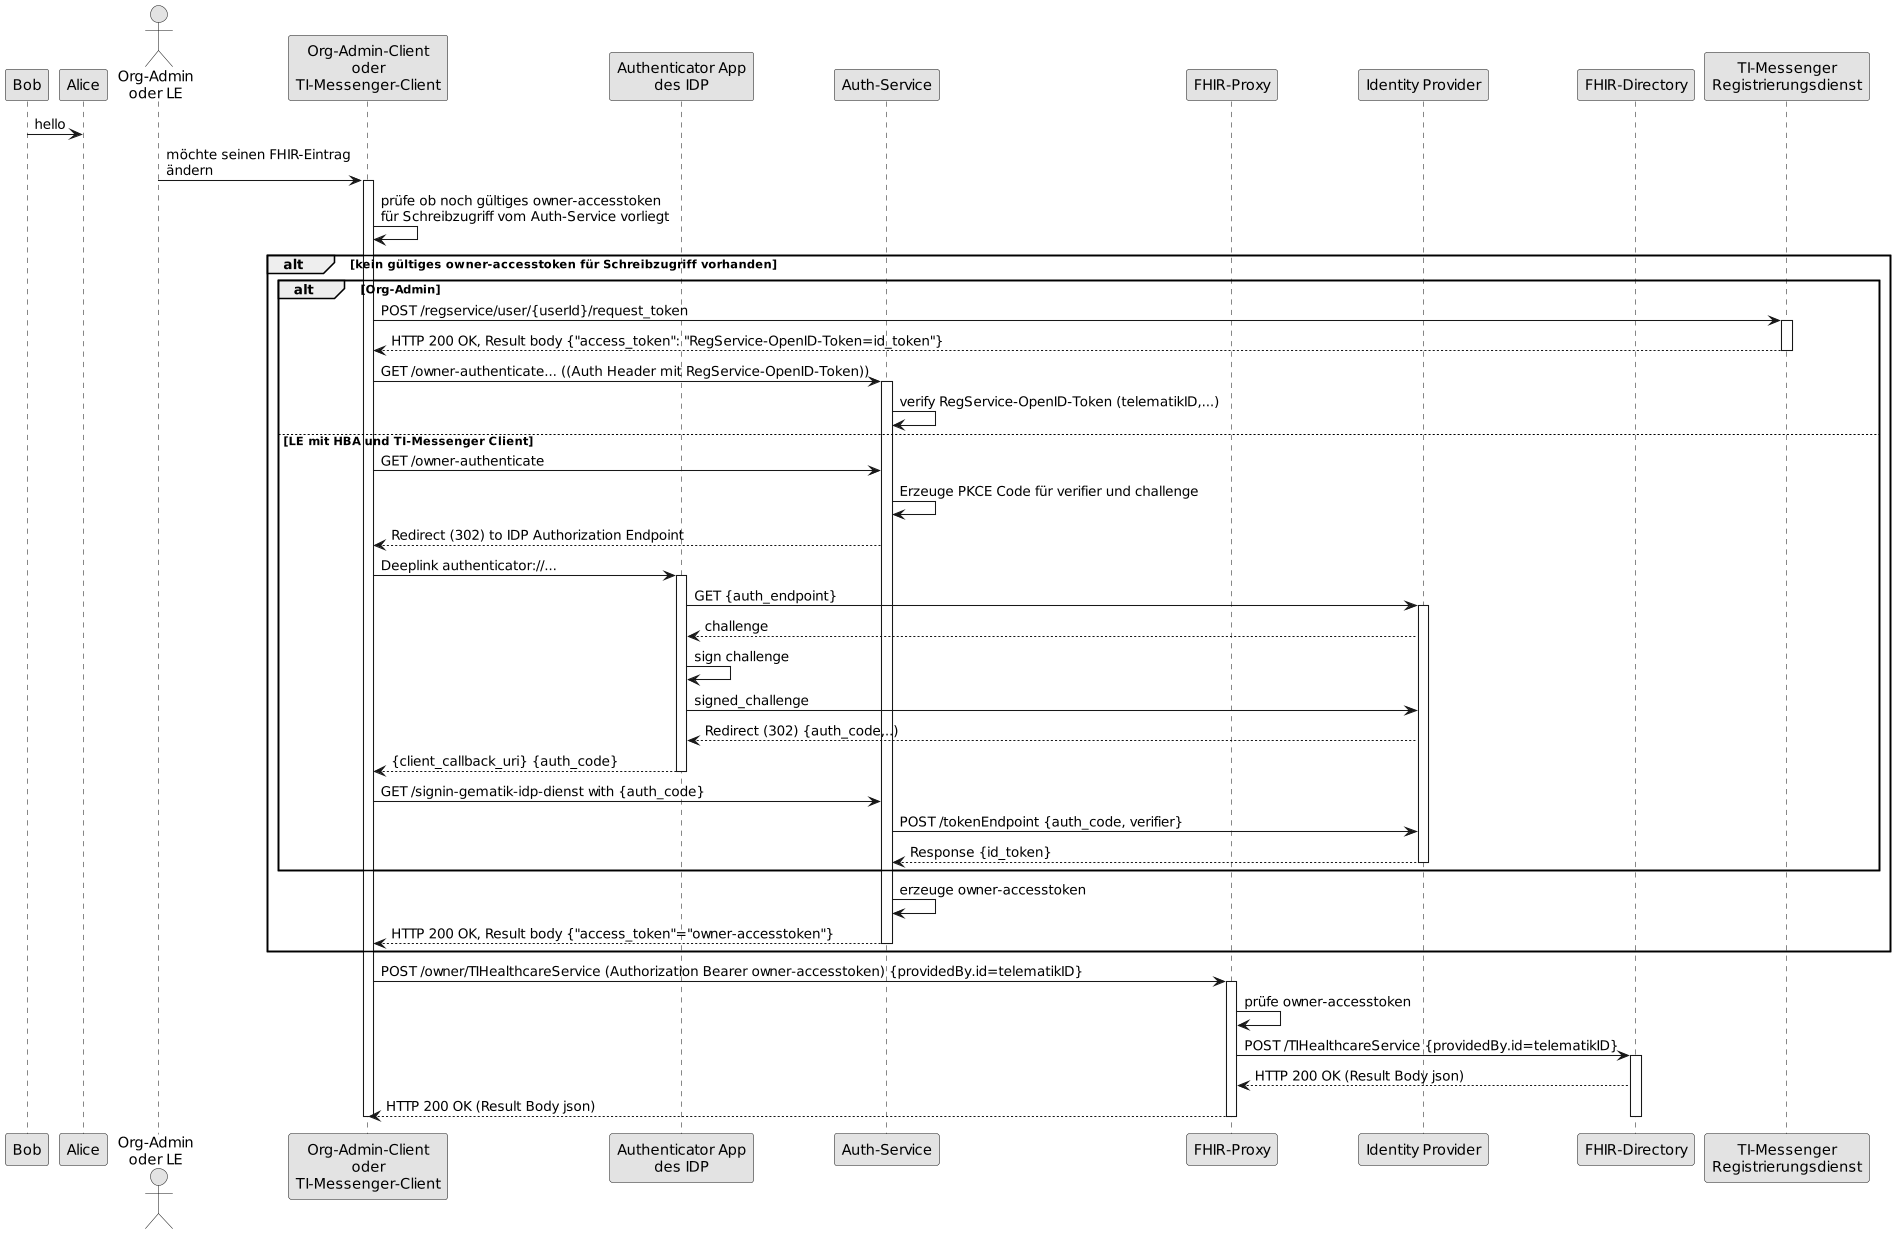 Org-Admin
oder LE
Org-Admin-Client
oder
TI-Messenger-Client
Authenticator App
des IDP
TI-Messenger
Registrierungsdienst
Bob
Alice
Auth-Service
FHIR-Proxy
Identity Provider
FHIR-Directory
hello
möchte seinen FHIR-Eintrag
ändern
prüfe ob noch gültiges owner-accesstoken
für Schreibzugriff vom Auth-Service vorliegt
alt [kein gültiges owner-accesstoken für Schreibzugriff vorhanden]
alt [Org-Admin]
POST /regservice/user/{userId}/request_token
HTTP 200 OK, Result body {"access_token": "RegService-OpenID-Token=id_token"}
GET /owner-authenticate... ((Auth Header mit RegService-OpenID-Token))
verify RegService-OpenID-Token (telematikID,...)
[LE mit HBA und TI-Messenger Client]
GET /owner-authenticate
Erzeuge PKCE Code für verifier und challenge
Redirect (302) to IDP Authorization Endpoint
Deeplink authenticator://...
GET {auth_endpoint}
challenge
sign challenge
signed_challenge
Redirect (302) {auth_code,..)
{client_callback_uri} {auth_code}
GET /signin-gematik-idp-dienst with {auth_code}
POST /tokenEndpoint {auth_code, verifier}
Response {id_token}
erzeuge owner-accesstoken
HTTP 200 OK, Result body {"access_token"="owner-accesstoken"}
POST /owner/TIHealthcareService (Authorization Bearer owner-accesstoken) {providedBy.id=telematikID}
prüfe owner-accesstoken
POST /TIHealthcareService {providedBy.id=telematikID}
HTTP 200 OK (Result Body json)
HTTP 200 OK (Result Body json)
Bob
Alice
Org-Admin
oder LE
Org-Admin-Client
oder
TI-Messenger-Client
Authenticator App
des IDP
Auth-Service
FHIR-Proxy
Identity Provider
FHIR-Directory
TI-Messenger
Registrierungsdienst